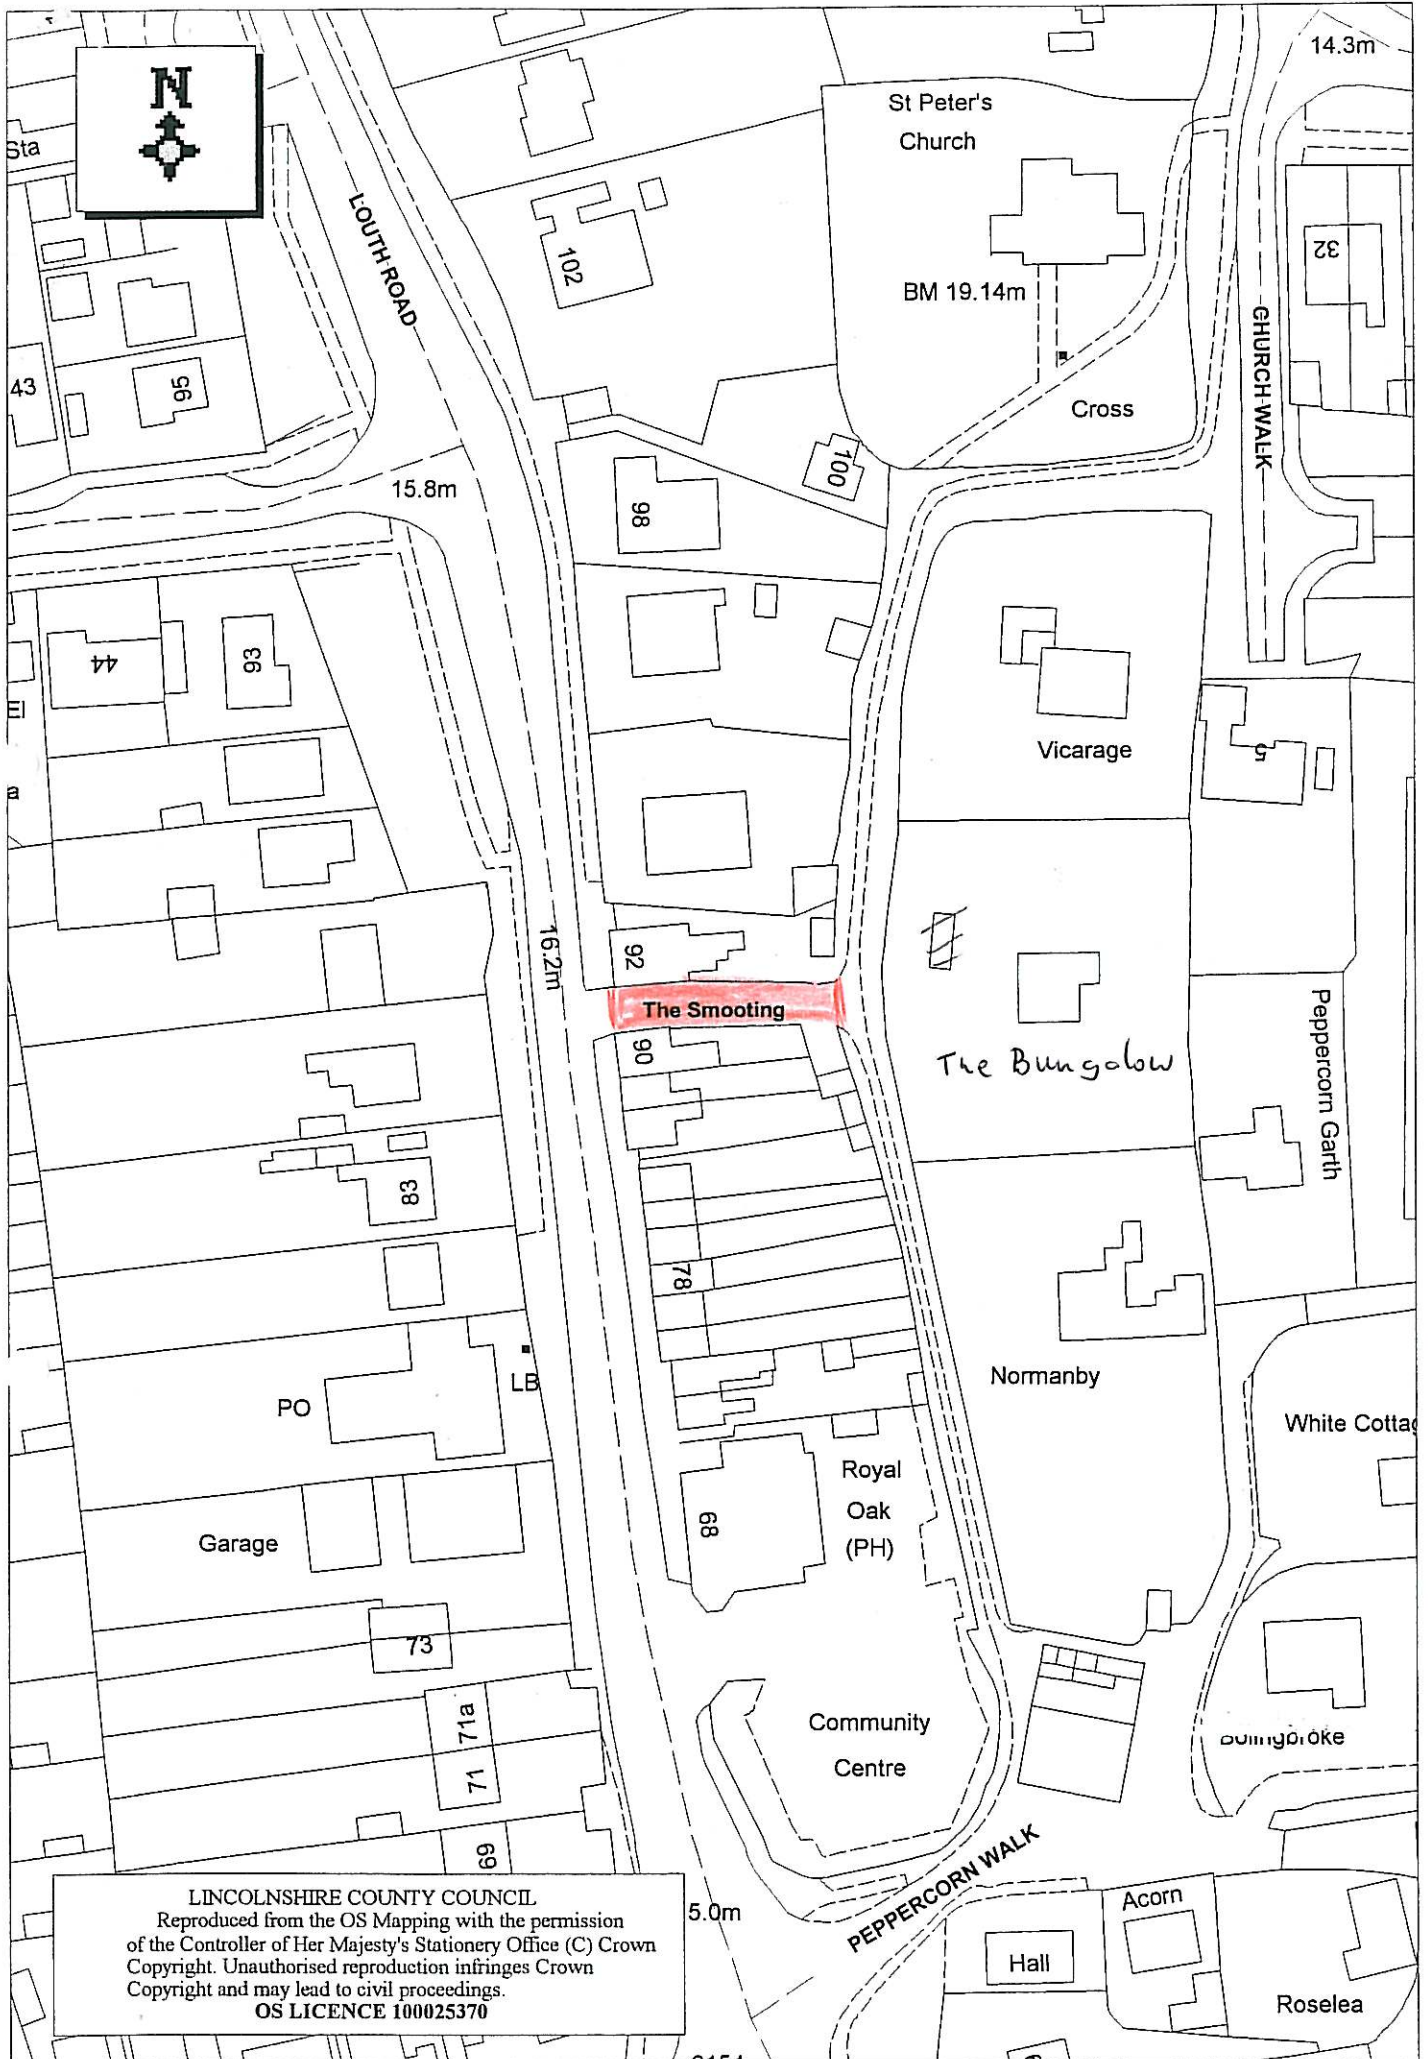 14.3m
N
St Peter's
Church
Sta
LOUTH ROAD
102
32
BM 19.14m
GHURCH WALK
43
95
Cross
100
15.8m
98
44
93
El
Vicarage
5
a
92
16.2m
The Smooting
90
The Bungalow
Peppercorn Garth
83
78
Normanby
LB
PO
White Cottag
Royal
Oak
(PH)
68
Garage
73
71a
Community
Centre
71
69
PEPPERCORN WALK
LINCOLNSHIRE COUNTY COUNCIL
Reproduced from the OS Mapping with the permission
of the Controller of Her Majesty's Stationery Office (C) Crown
Copyright. Unauthorised reproduction infringes Crown
Copyright and may lead to civil proceedings.
OS LICENCE 100025370
5.0m
Acorn
Hall
Roselea